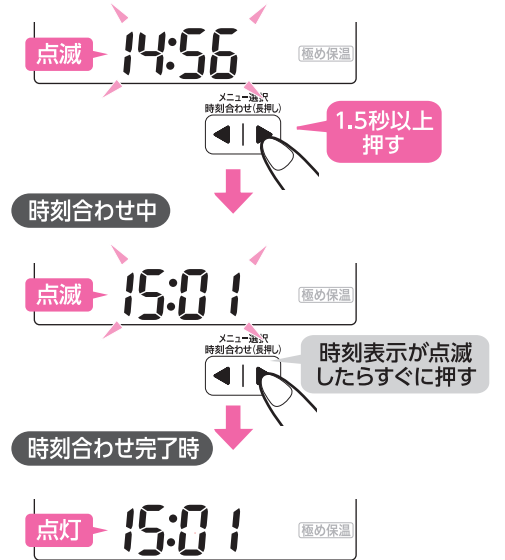 点滅
14:56
極め保温
メニュー選択
時刻合わせ(長押し)
1.5秒以上
押す
時刻合わせ中
点滅
15:01
極め保温
メニュー選択
時刻合わせ(長押し)
時刻表示が点滅
したらすぐに押す
時刻合わせ完了時
点灯
15:01
極め保温